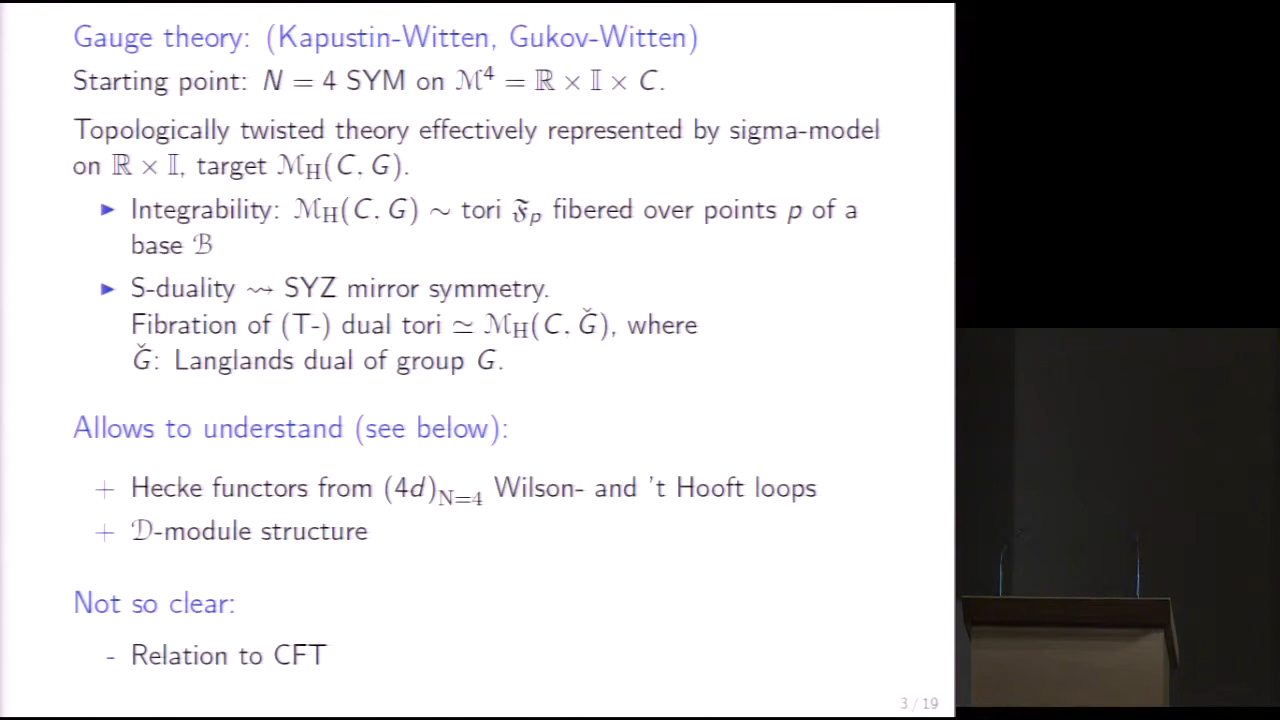 Gauge theory: (Kapustin-Witten, Gukov-Witten)
Starting point: N = 4 SYM on ℳ⁴ = ℝ × 𝕀 × C.
Topologically twisted theory effectively represented by sigma-model
on ℝ × 𝕀, target ℳ_H(C, G).
▶ Integrability: ℳ_H(C, G) ~ tori 𝔉_p fibered over points p of a
base ℬ
▶ S-duality ⇝ SYZ mirror symmetry.
Fibration of (T-) dual tori ≃ ℳ_H(C, Ǧ), where
Ǧ: Langlands dual of group G.
Allows to understand (see below):
+ Hecke functors from (4d)_{N=4} Wilson- and 't Hooft loops
+ 𝒟-module structure
Not so clear:
- Relation to CFT
3 / 19